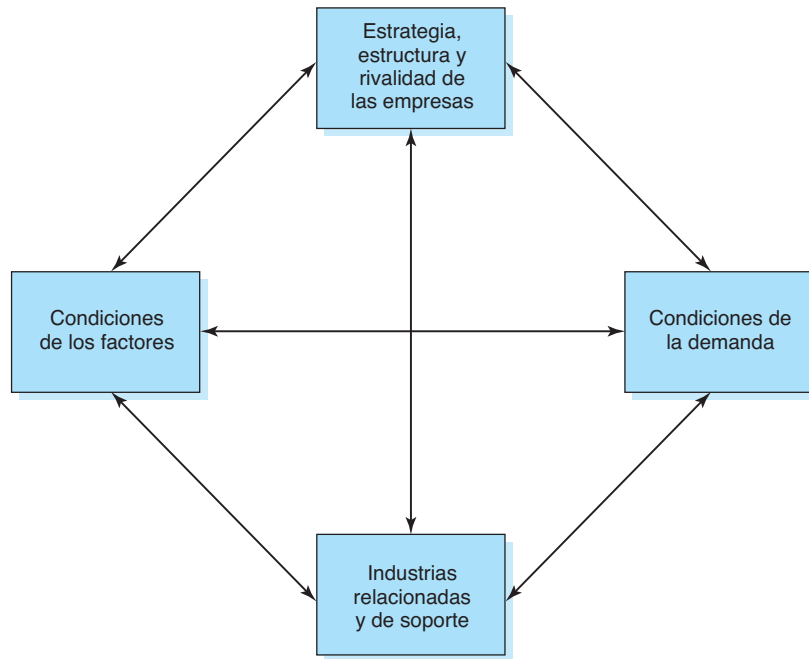 Estrategia,
estructura y
rivalidad de
las empresas
Condiciones
de los factores
Condiciones de
la demanda
Industrias
relacionadas
y de soporte